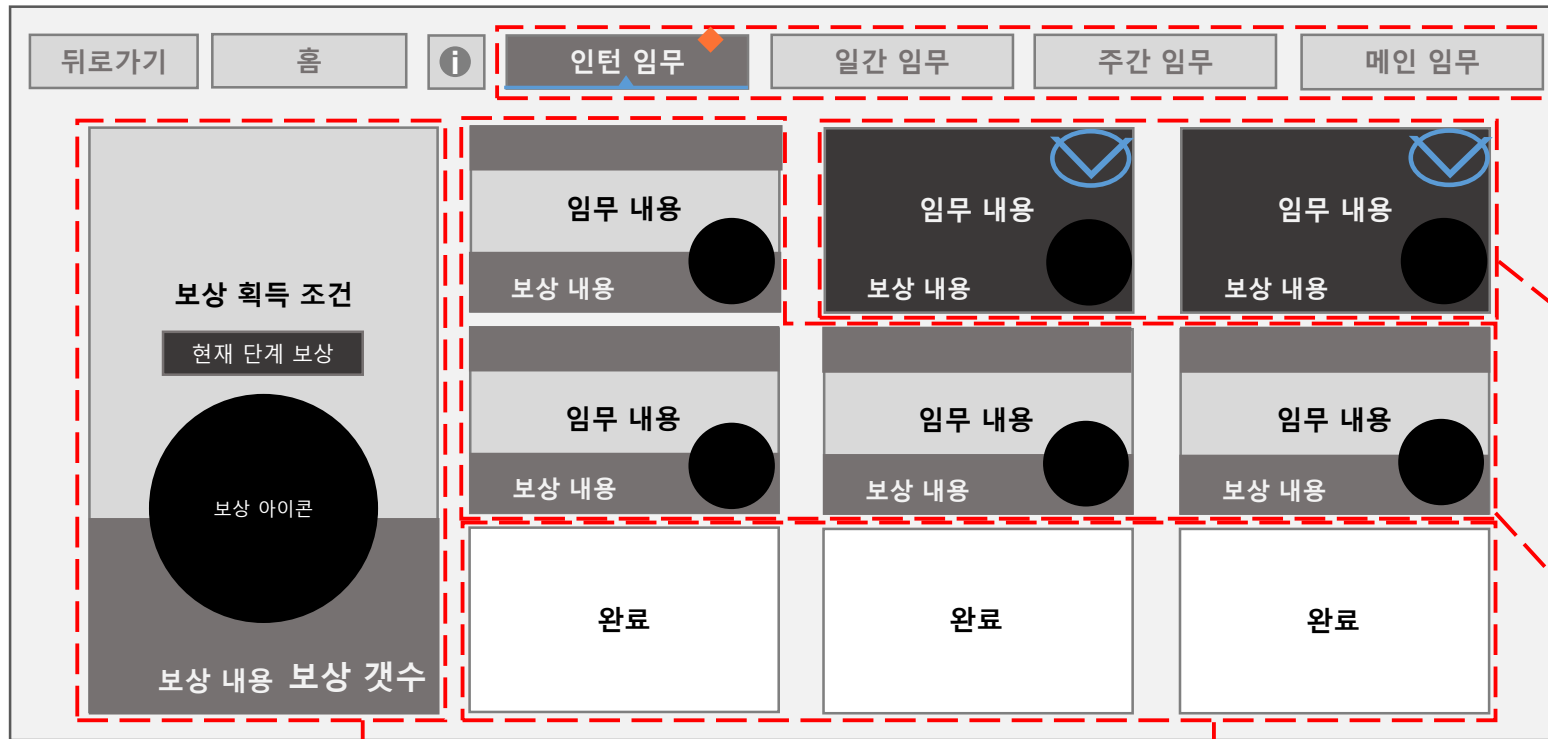 뒤로가기
홈
i
인턴 임무
일간 임무
주간 임무
메인 임무
보상 획득 조건
현재 단계 보상
보상 아이콘
보상 내용 보상 갯수
임무 내용
보상 내용
임무 내용
보상 내용
임무 내용
보상 내용
임무 내용
보상 내용
임무 내용
보상 내용
임무 내용
보상 내용
완료
완료
완료